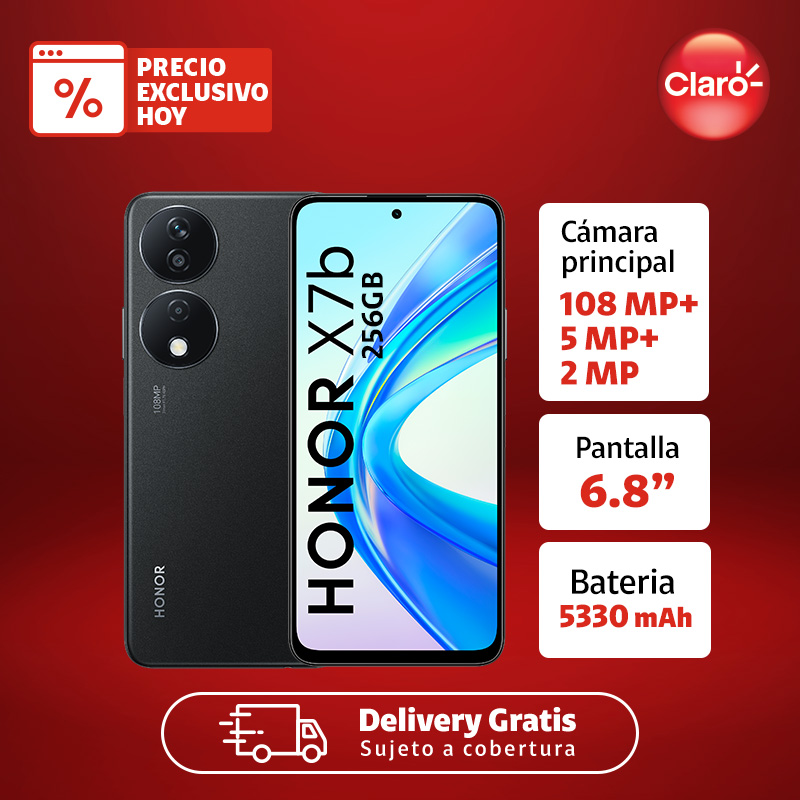 %
PRECIO
EXCLUSIVO
HOY
Claro
108MP
HONOR
HONOR X7b
256GB
Cámara
principal
108 MP+
5 MP+
2 MP
Pantalla
6.8”
Bateria
5330 mAh
Delivery Gratis
Sujeto a cobertura